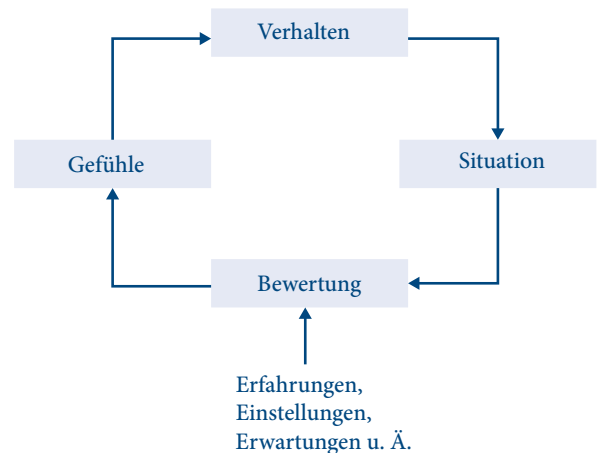 Verhalten
Gefühle
Situation
Bewertung
Erfahrungen,
Einstellungen,
Erwartungen u. Ä.